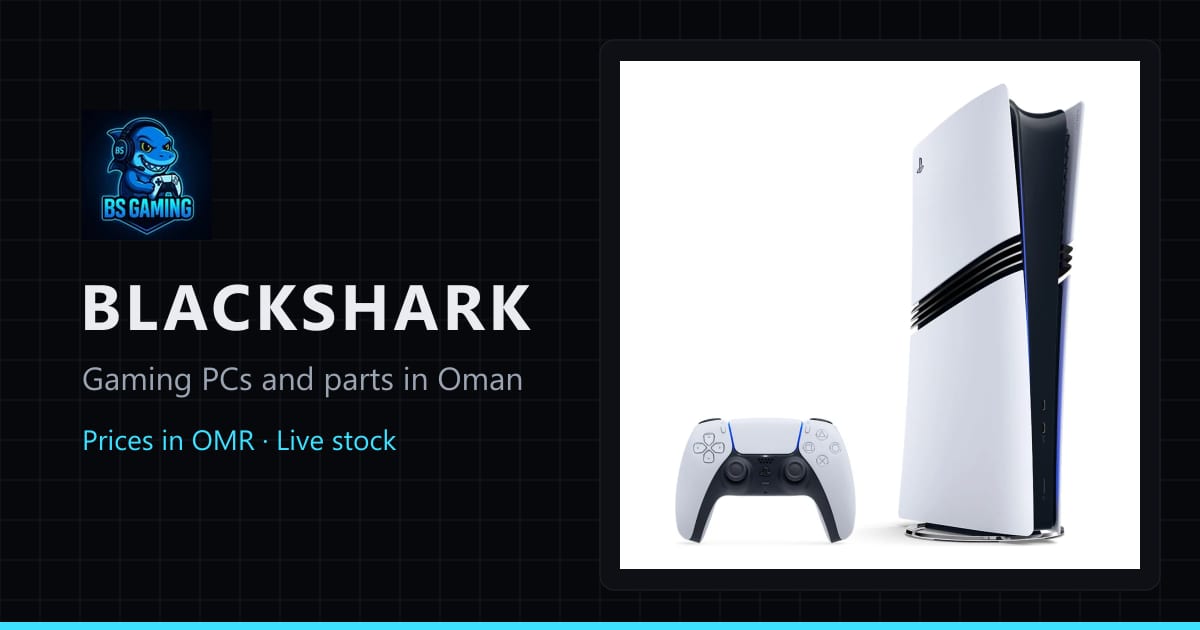 BS
BS GAMING
BLACKSHARK
Gaming PCs and parts in Oman
Prices in OMR · Live stock